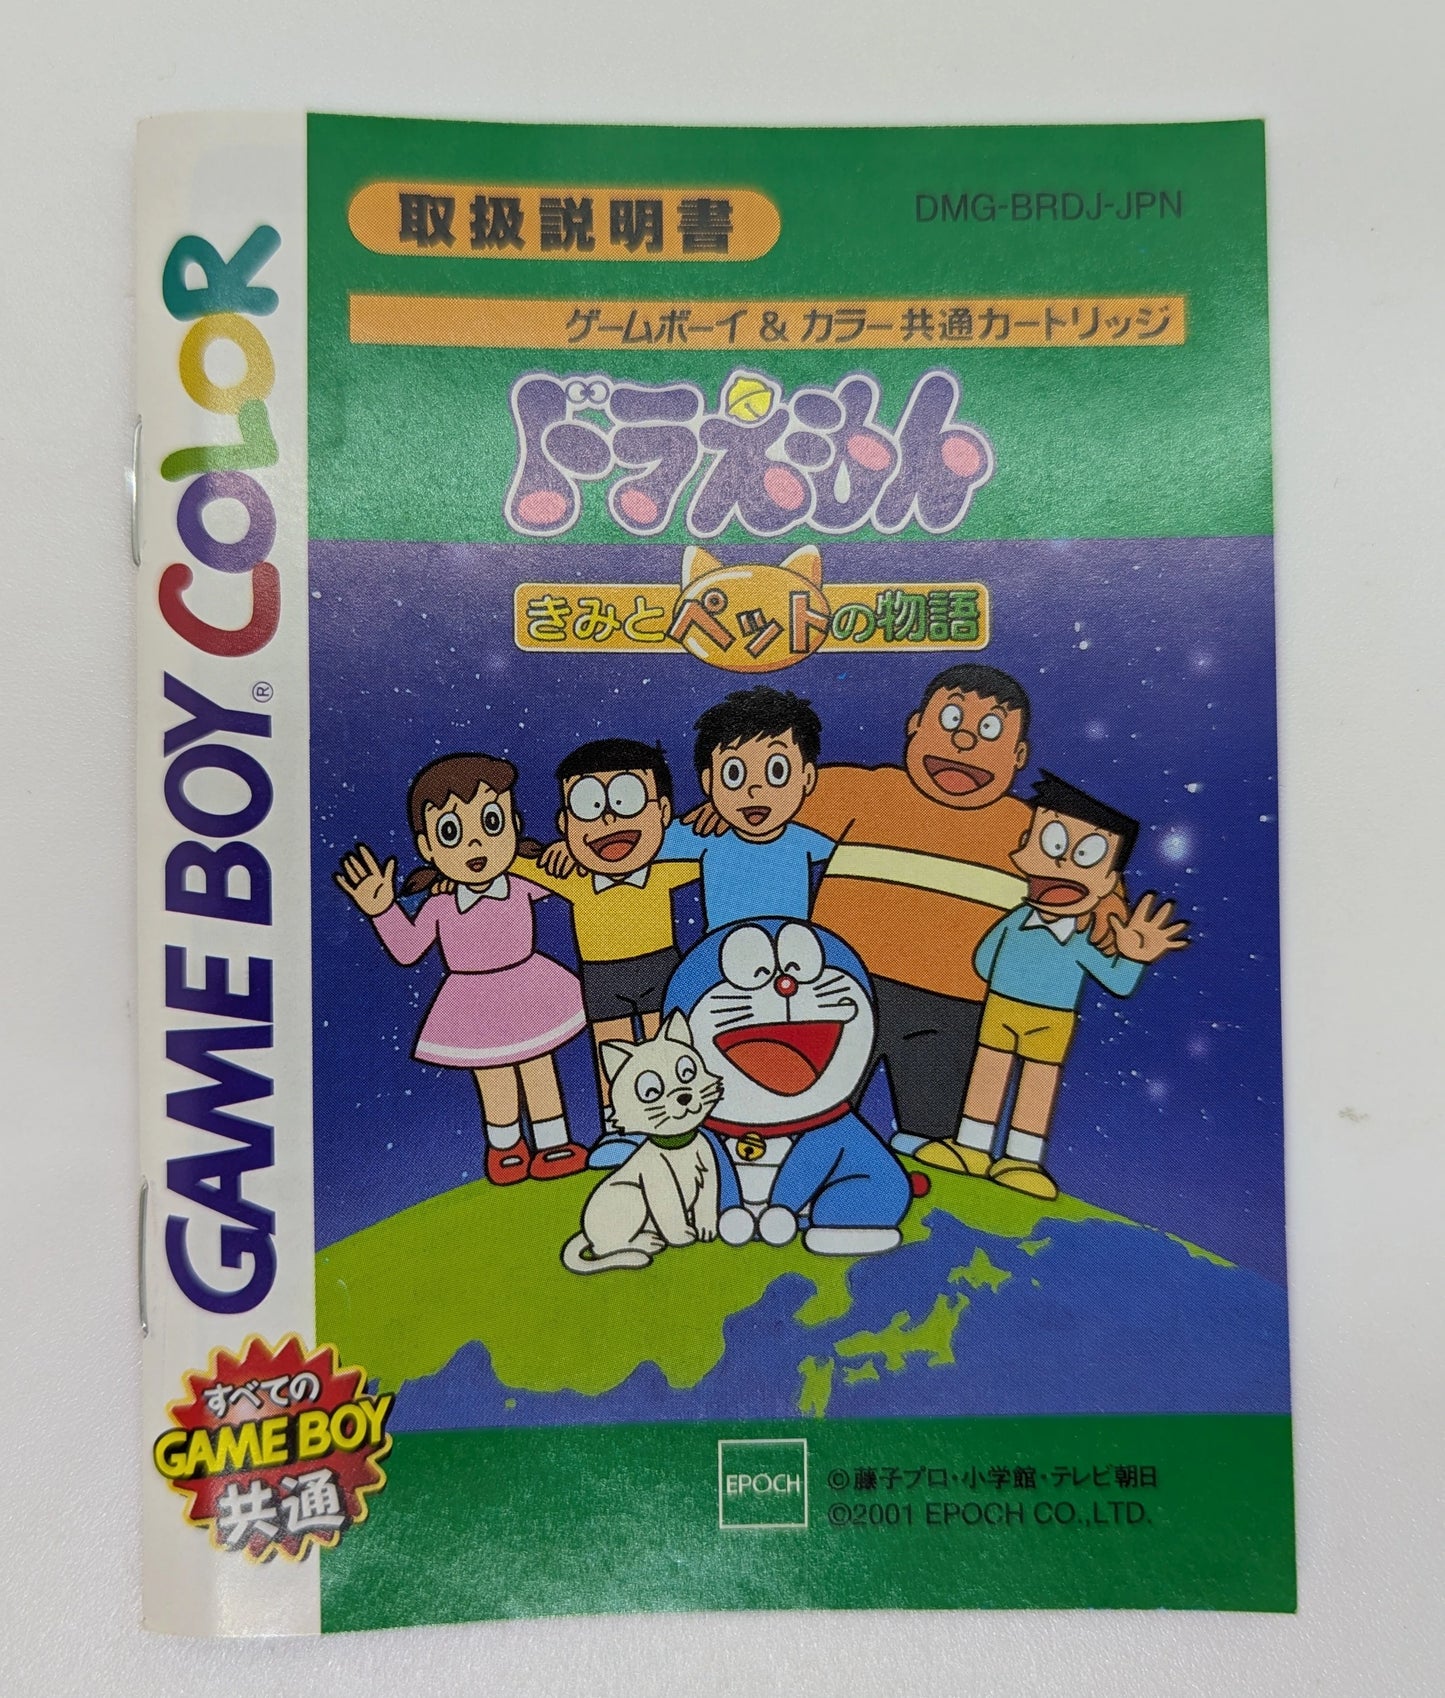 取扱説明書
DMG-BRDJ-JPN
ゲームボーイ&カラー共通カートリッジ
ドラえもん
きみとペットの物語
GAME BOY® COLOR
すべての
GAME BOY
共通
EPOCH
©藤子プロ・小学館・テレビ朝日
©2001 EPOCH CO.,LTD.